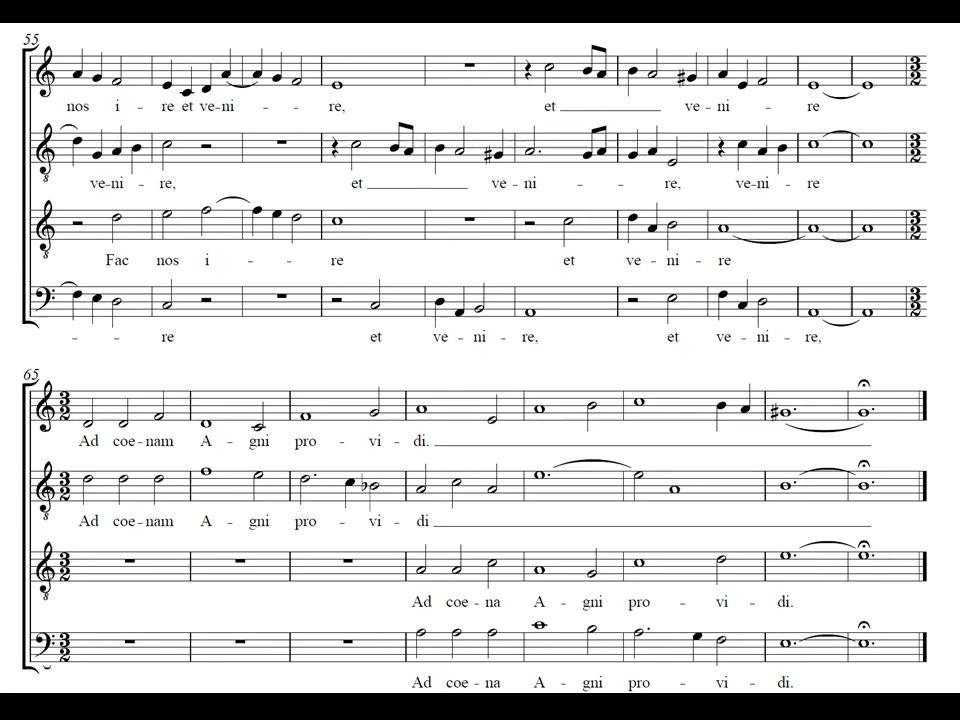 55
nos i - re et ve-ni - - re, et ve - ni - re
ve-ni - re, et ve - ni - re, ve-ni - re
Fac nos i - - re et ve - ni - re
- - re et ve - ni - re, et ve - ni - re,
65
Ad coe-nam A - gni pro - vi - di.
Ad coe-nam A - gni pro - vi - di
Ad coe - na A - gni pro - vi - di.
Ad coe - na A - gni pro - vi - di.